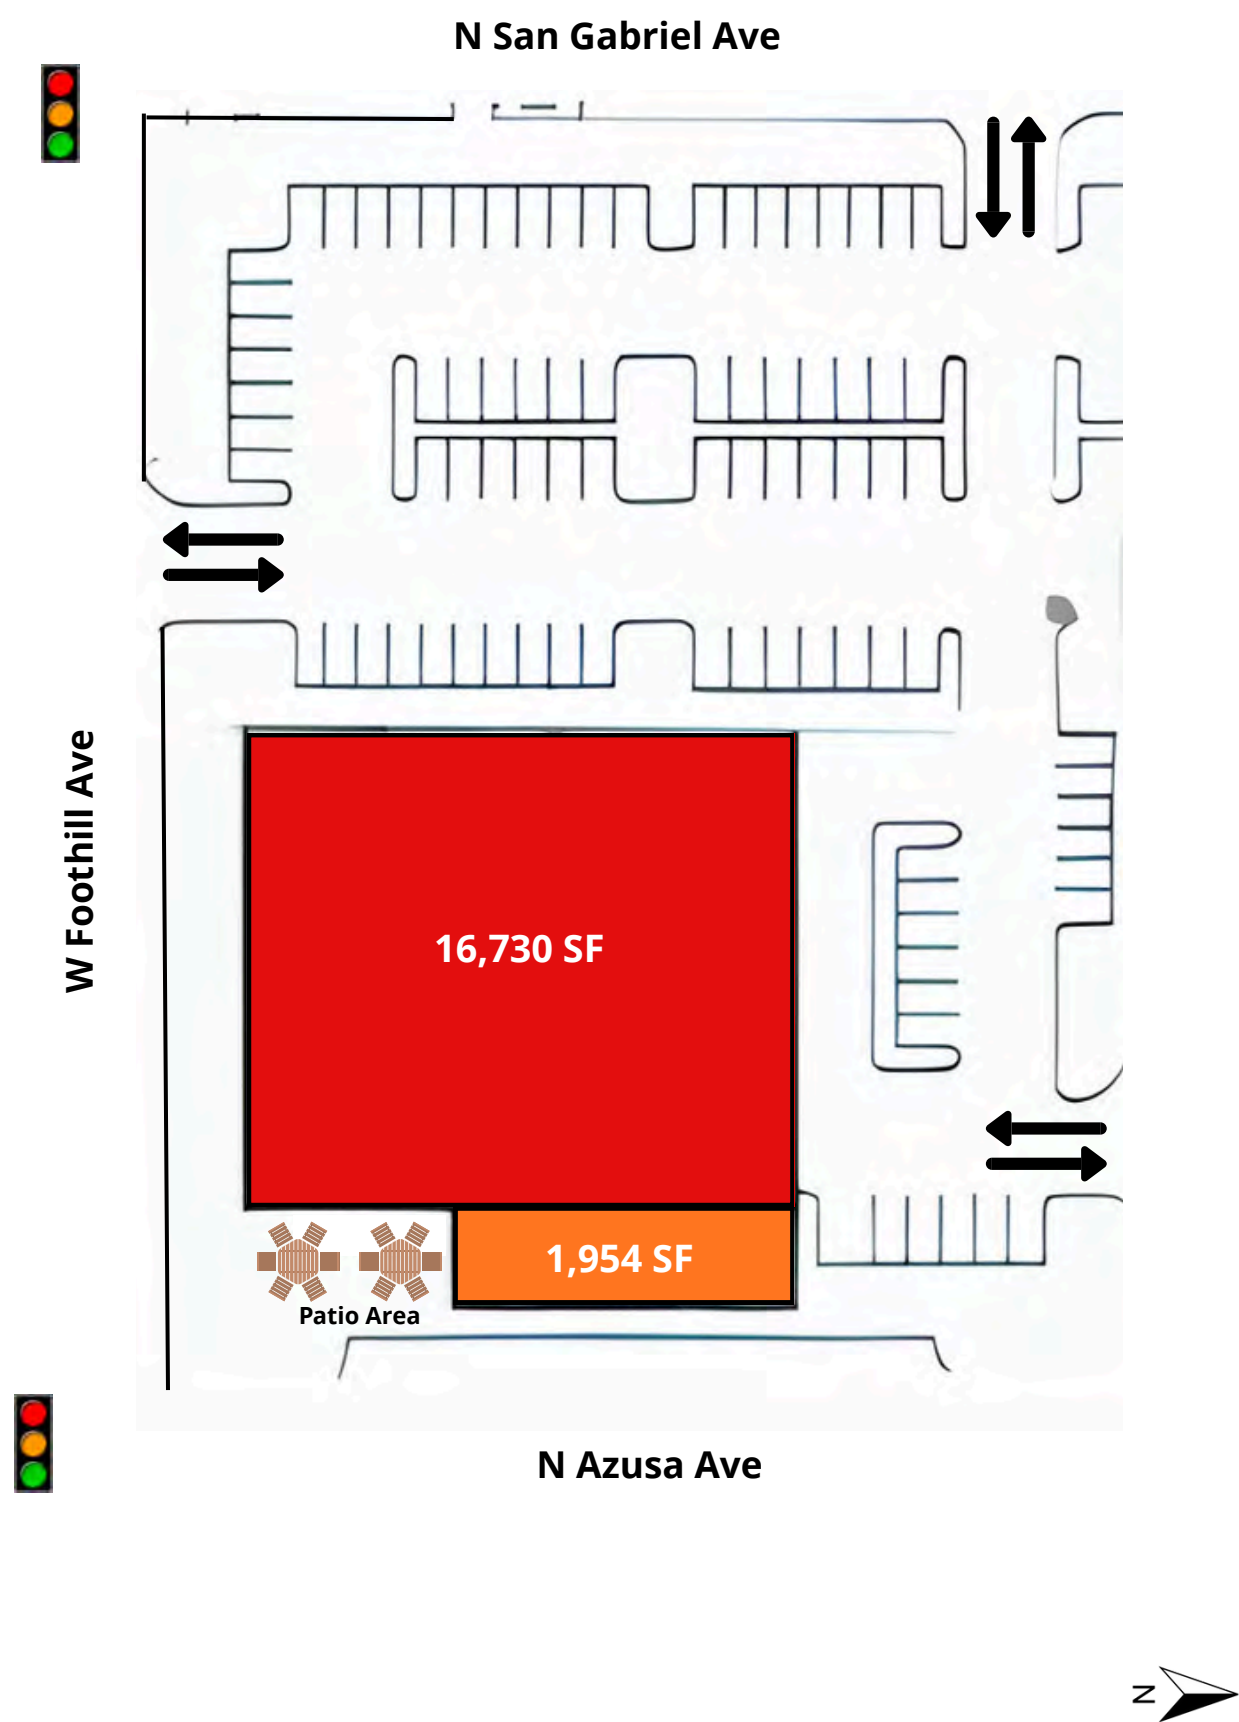 N San Gabriel Ave
W Foothill Ave
16,730 SF
1,954 SF
Patio Area
N Azusa Ave
N